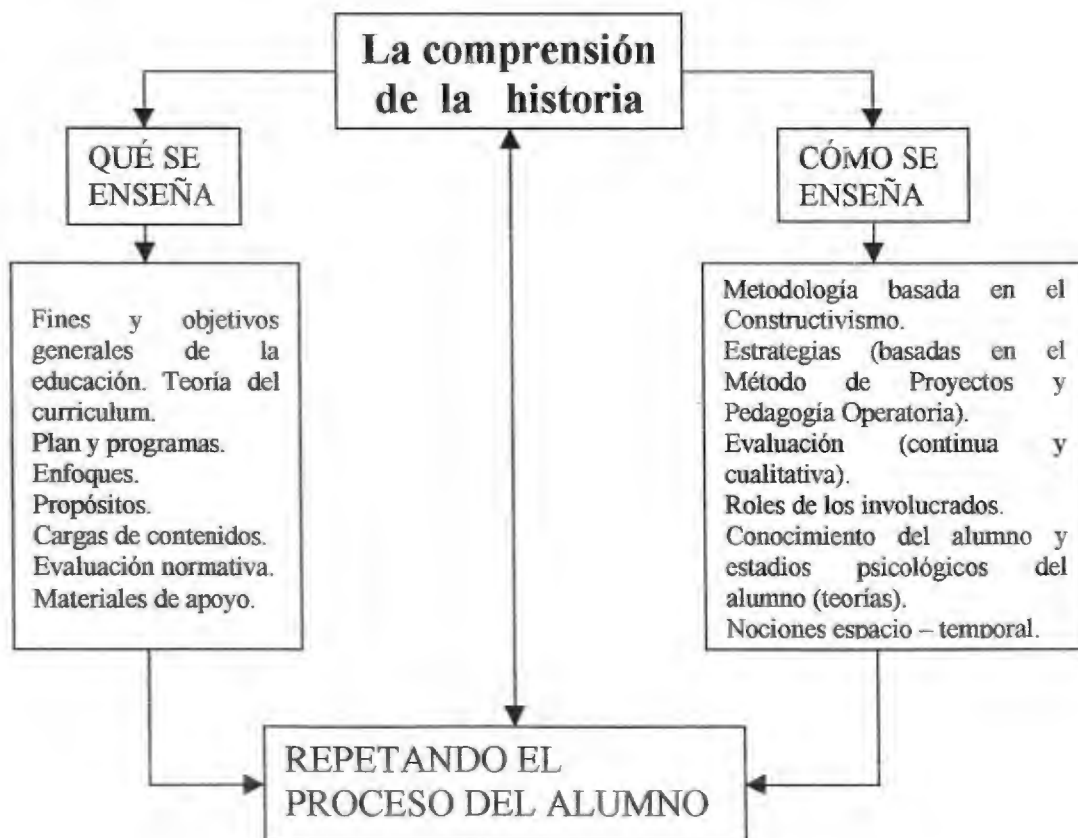 La comprensión
de la historia
QUÉ SE
ENSEÑA
CÓMO SE
ENSEÑA
Fines y objetivos
generales de la
educación. Teoría del
curriculum.
Plan y programas.
Enfoques.
Propósitos.
Cargas de contenidos.
Evaluación normativa.
Materiales de apoyo.
Metodología basada en el
Constructivismo.
Estrategias (basadas en el
Método de Proyectos y
Pedagogía Operatoria).
Evaluación (continua y
cualitativa).
Roles de los involucrados.
Conocimiento del alumno y
estadios psicológicos del
alumno (teorías).
Nociones espacio – temporal.
REPETANDO EL
PROCESO DEL ALUMNO